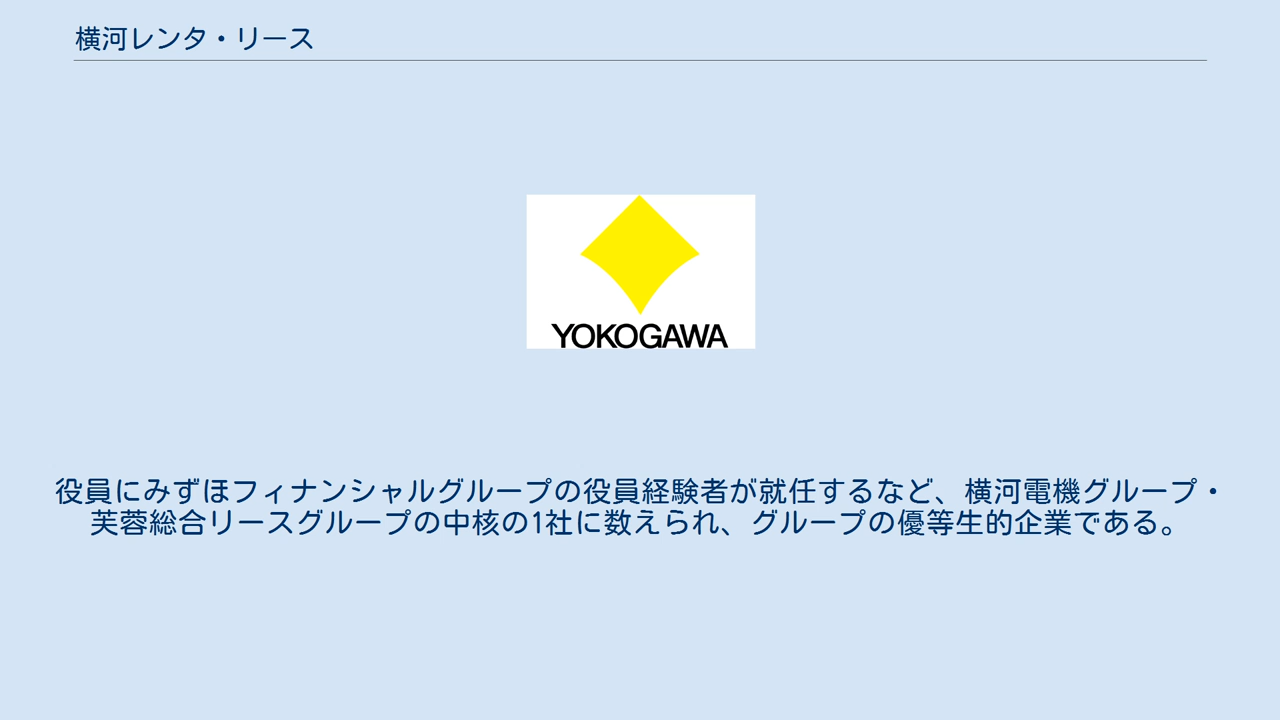 横河レンタ・リース
YOKOGAWA
役員にみずほフィナンシャルグループの役員経験者が就任するなど、横河電機グループ・
芙蓉総合リースグループの中核の1社に数えられ、グループの優等生的企業である。